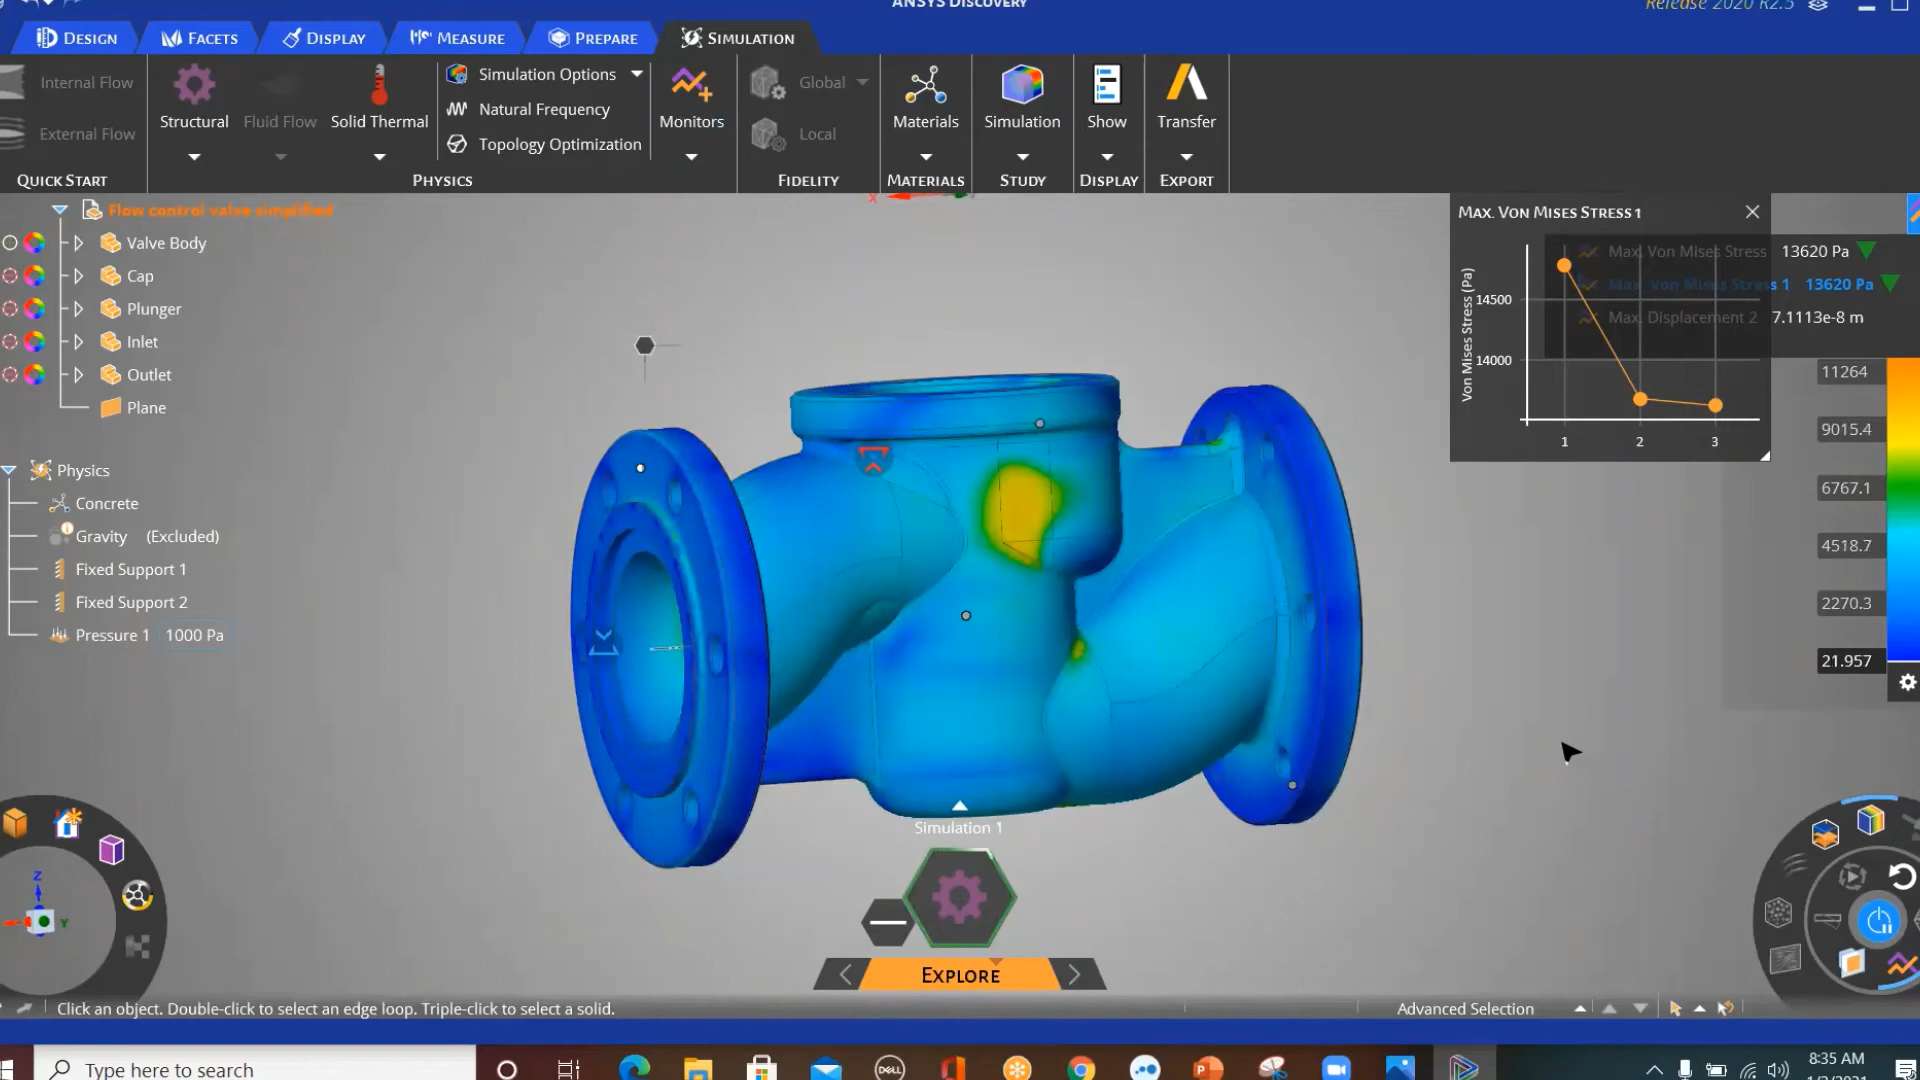 ANSYS DISCOVERY
Release 2020 R2.5
DESIGN
FACETS
DISPLAY
MEASURE
PREPARE
SIMULATION
Internal Flow
External Flow
QUICK START
Structural
Fluid Flow
Solid Thermal
Simulation Options
Natural Frequency
Topology Optimization
PHYSICS
Monitors
Global
Local
FIDELITY
Materials
MATERIALS
Simulation
STUDY
Show
DISPLAY
Transfer
EXPORT
Flow control valve simplified
Valve Body
Cap
Plunger
Inlet
Outlet
Plane
Physics
Concrete
Gravity (Excluded)
Fixed Support 1
Fixed Support 2
Pressure 1 1000 Pa
X
MAX. VON MISES STRESS 1
Max. Von Mises Stress 13620 Pa
Max. Von Mises Stress 1 13620 Pa
Max. Displacement 2 7.1113e-8 m
Von Mises Stress (Pa)
14500
14000
1 2 3
11264
9015.4
6767.1
4518.7
2270.3
21.957
Simulation 1
EXPLORE
Z
Y
Click an object. Double-click to select an edge loop. Triple-click to select a solid.
Advanced Selection
Type here to search
DELL
8:35 AM